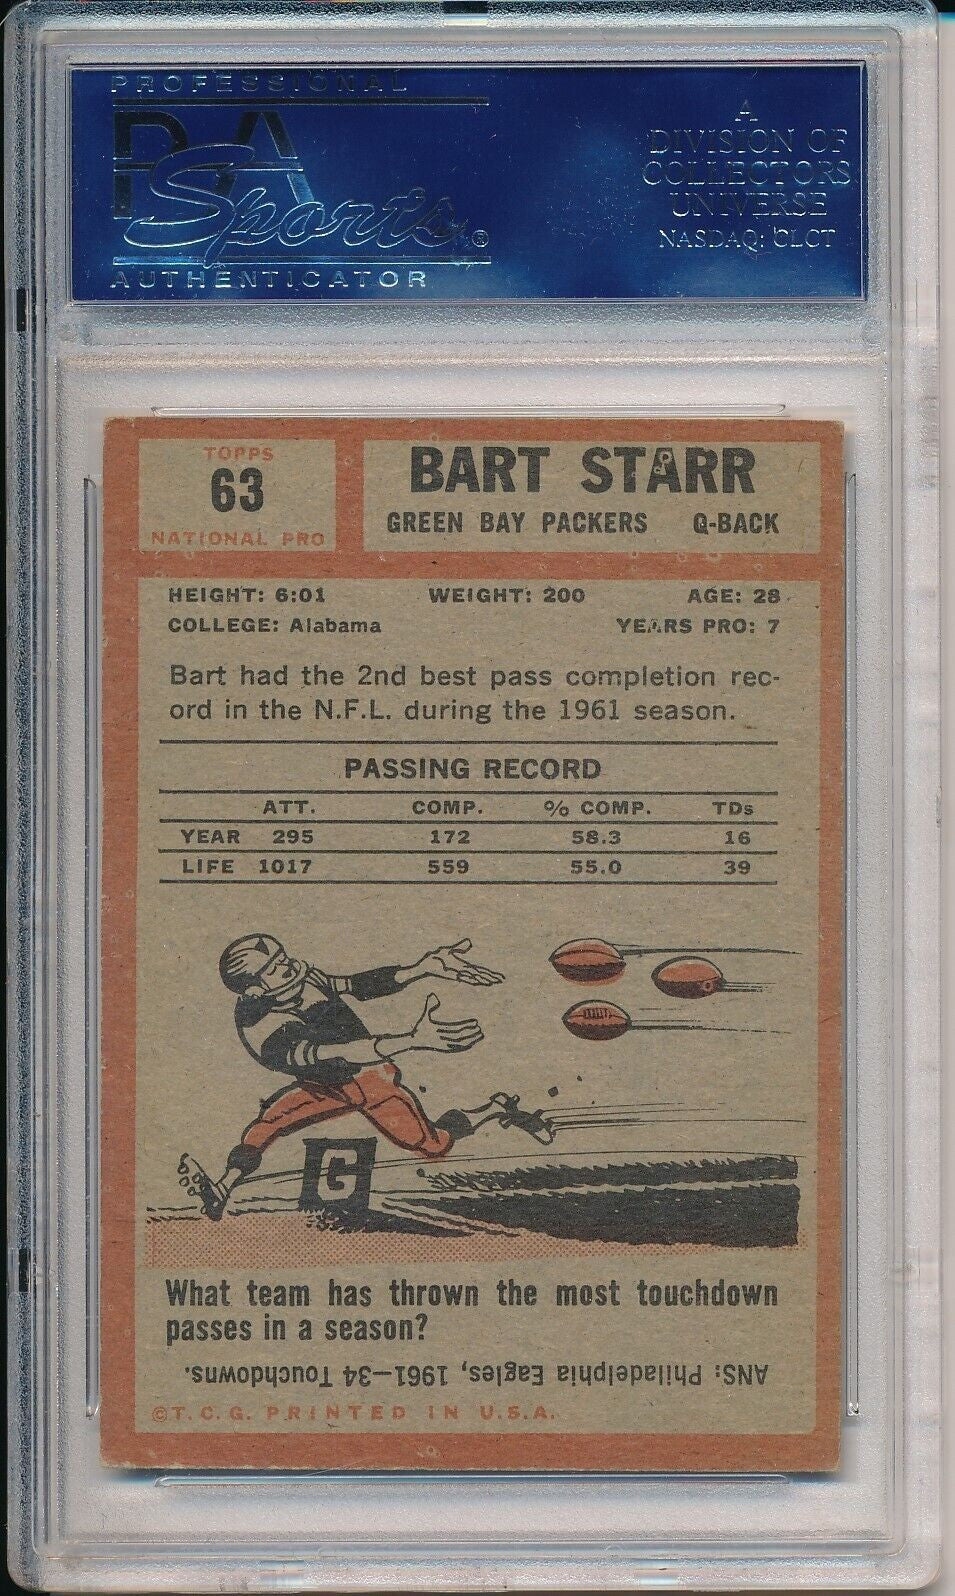 PROFESSIONAL
PSA
Sports®
AUTHENTICATOR
A
DIVISION OF
COLLECTORS
UNIVERSE
NASDAQ: CLCT
TOPPS
63
NATIONAL PRO
BART STARR
GREEN BAY PACKERS Q-BACK
HEIGHT: 6:01 WEIGHT: 200 AGE: 28
COLLEGE: Alabama YEARS PRO: 7
Bart had the 2nd best pass completion rec-
ord in the N.F.L. during the 1961 season.
PASSING RECORD
ATT. COMP. % COMP. TDs
YEAR 295 172 58.3 16
LIFE 1017 559 55.0 39
G
What team has thrown the most touchdown
passes in a season?
ANS: Philadelphia Eagles, 1961—34 Touchdowns.
©T.C.G. PRINTED IN U.S.A.